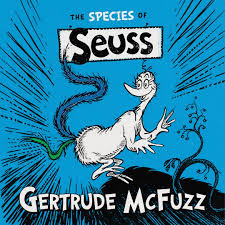 THE SPECIES OF
SEUSS
GERTRUDE McFUZZ